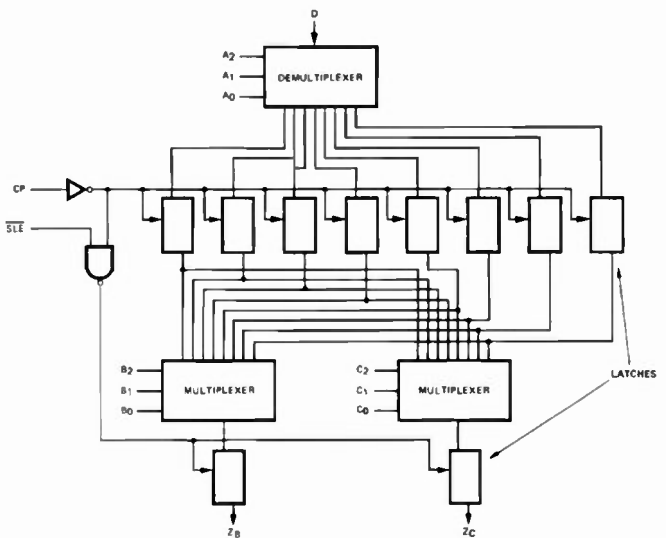 D
A2
A1
A0
DEMULTIPLEXER
CP
SLE
B2
B1
B0
MULTIPLEXER
C2
C1
C0
MULTIPLEXER
LATCHES
ZB
ZC